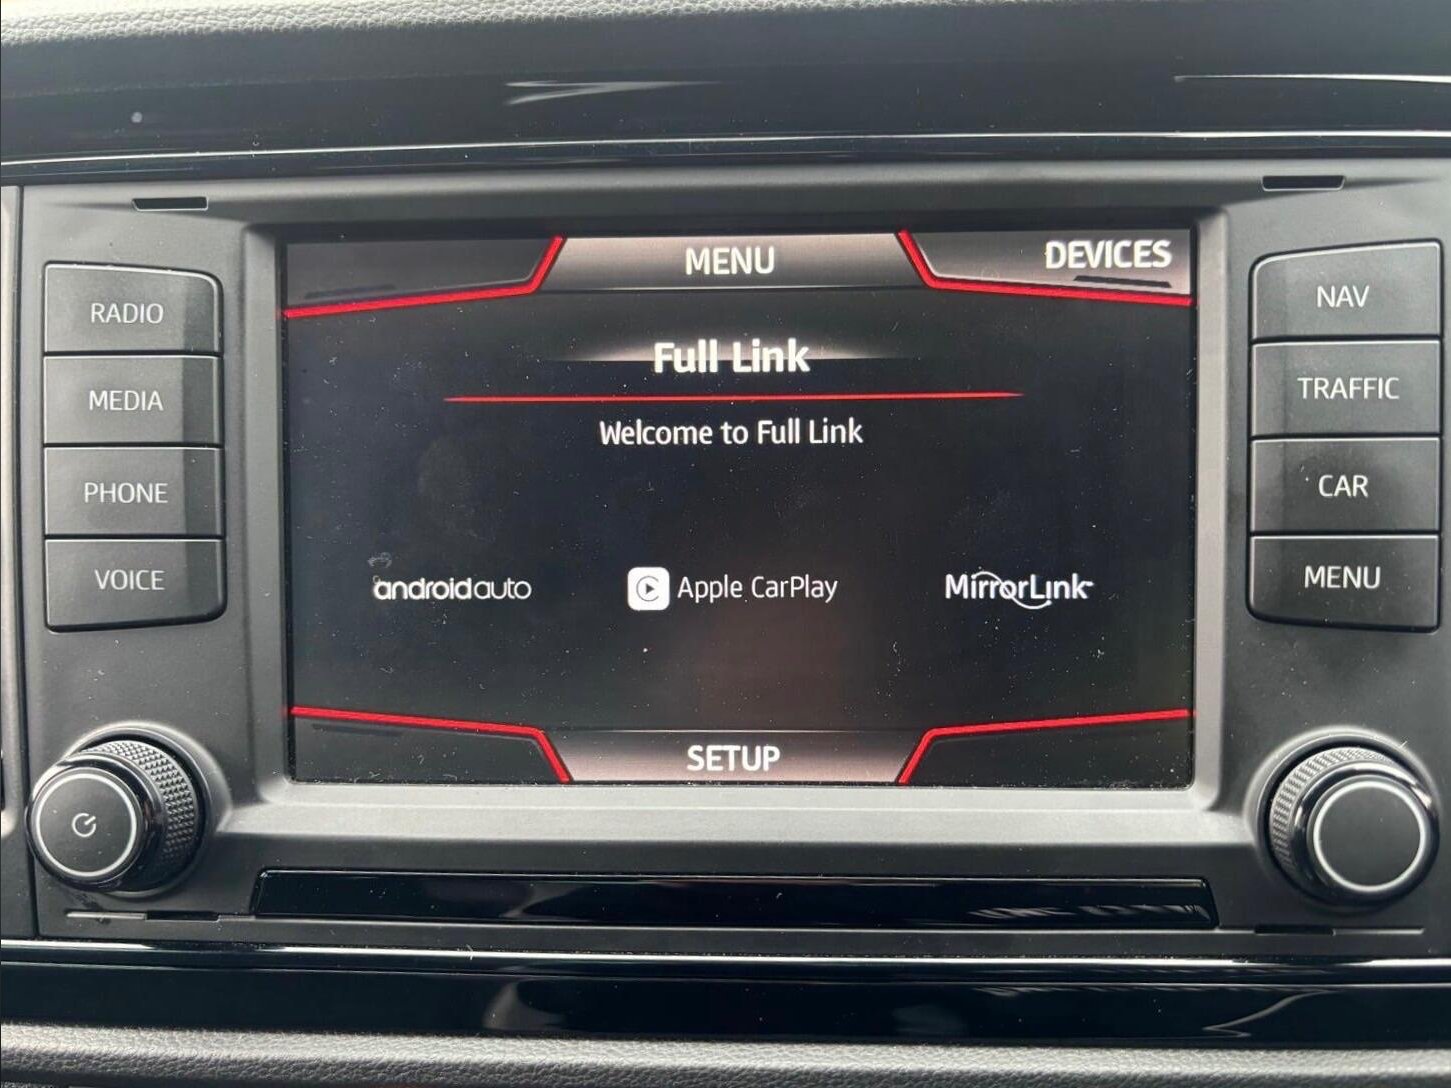 MENU
DEVICES
RADIO
MEDIA
PHONE
VOICE
Full Link
Welcome to Full Link
androidauto
Apple CarPlay
MirrorLink
SETUP
NAV
TRAFFIC
CAR
MENU